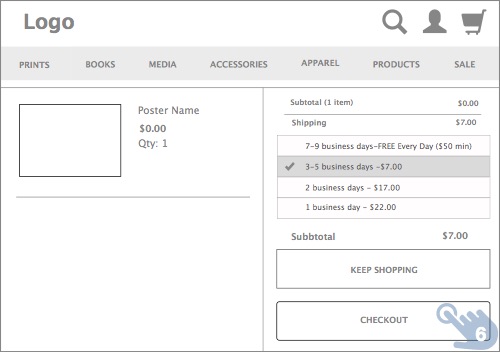 Logo
PRINTS BOOKS MEDIA ACCESSORIES APPAREL PRODUCTS SALE
Poster Name
$0.00
Qty: 1
Subtotal (1 item) $0.00
Shipping $7.00
7-9 business days-FREE Every Day ($50 min)
3-5 business days -$7.00
2 business days - $17.00
1 business day - $22.00
Subbtotal $7.00
KEEP SHOPPING
CHECKOUT
6